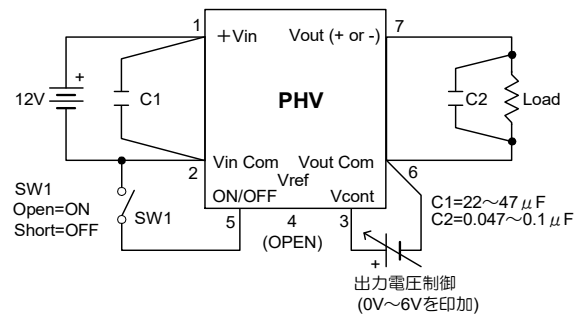 1
7
+Vin
Vout (+ or -)
+
12V
C1
PHV
C2
Load
Vin Com
Vout Com
2
6
Vref
SW1
Open=ON
Short=OFF
SW1
ON/OFF
Vcont
5
4
3
(OPEN)
C1=22～47μF
C2=0.047～0.1μF
+
出力電圧制御
(0V～6Vを印加)